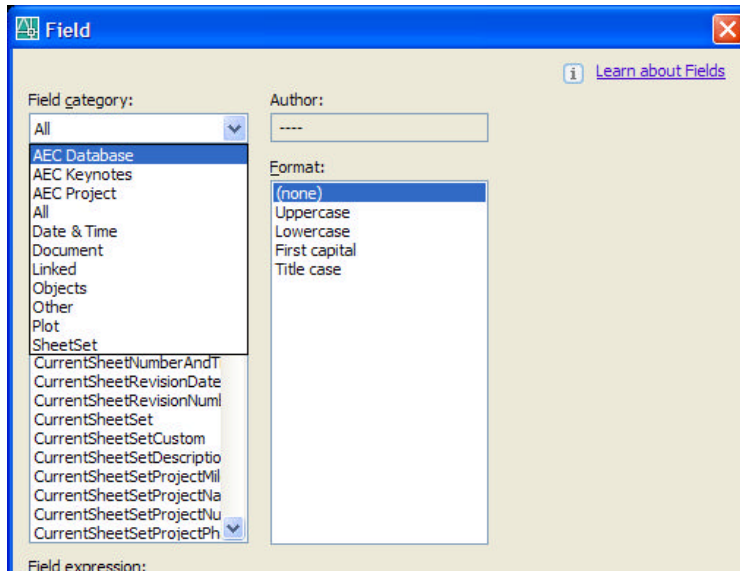 Field
Learn about Fields
Field category:
All
AEC Database
AEC Keynotes
AEC Project
All
Date & Time
Document
Linked
Objects
Other
Plot
SheetSet
CurrentSheetNumberAndT
CurrentSheetRevisionDate
CurrentSheetRevisionNuml
CurrentSheetSet
CurrentSheetSetCustom
CurrentSheetSetDescriptio
CurrentSheetSetProjectMil
CurrentSheetSetProjectNa
CurrentSheetSetProjectNu
CurrentSheetSetProjectPh
Author:
----
Format:
(none)
Uppercase
Lowercase
First capital
Title case
Field expression: